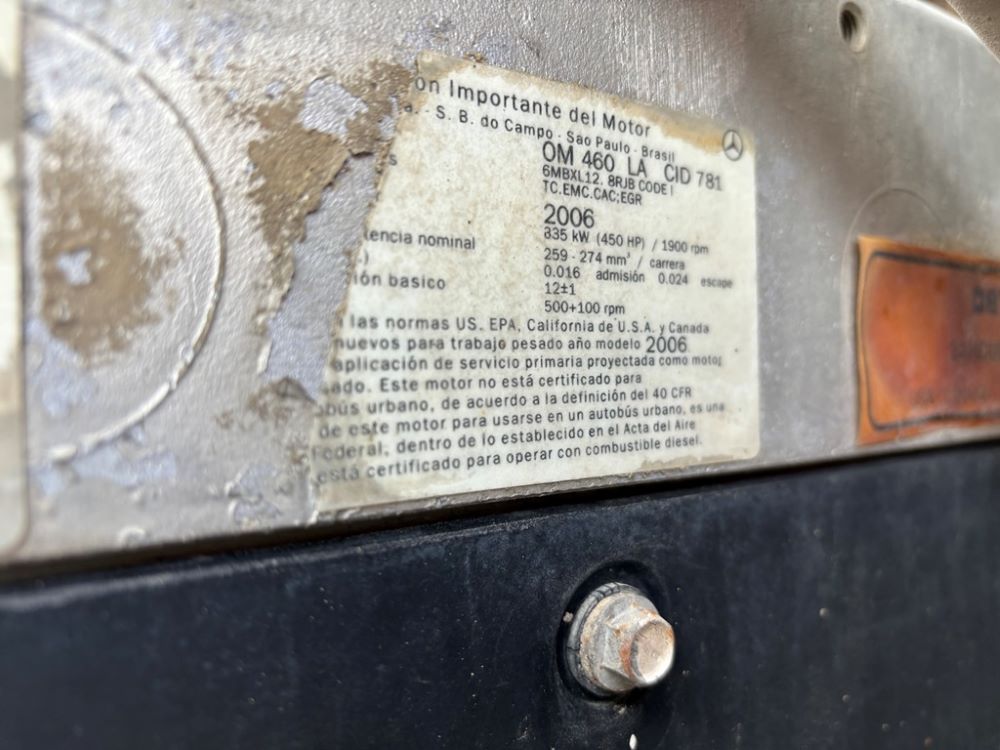 ón Importante del Motor
a. - S. B. do Campo - Sao Paulo - Brasil
OM 460 LA CID 781
6MBXL12. 8RJB CODE I
TC.EMC.CAC;EGR
s
2006
tencia nominal 335 kW (450 HP) / 1900 rpm
) 259 - 274 mm³ / carrera
0.016 admisión 0.024 escape
ión basico 12±1
500+100 rpm
las normas US. EPA, California de U.S.A. y Canada
nuevos para trabajo pesado año modelo 2006
aplicación de servicio primaria proyectada como motor
ado. Este motor no está certificado para
bús urbano, de acuerdo a la definición del 40 CFR
de este motor para usarse en un autobús urbano, es una
Federal, dentro de lo establecido en el Acta del Aire
está certificado para operar con combustible diesel.